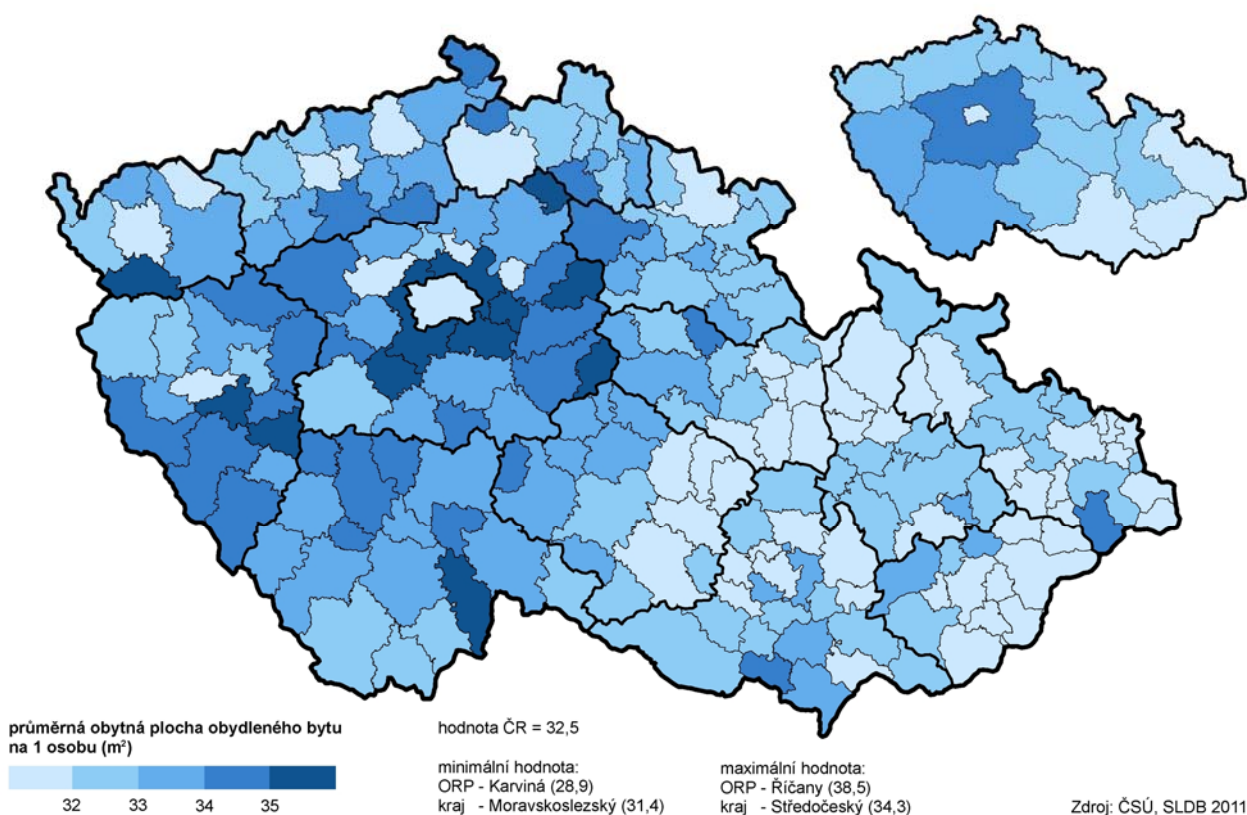 průměrná obytná plocha obydleného bytu
na 1 osobu (m²)
32 33 34 35
hodnota ČR = 32,5
minimální hodnota:
ORP - Karviná (28,9)
kraj - Moravskoslezský (31,4)
maximální hodnota:
ORP - Říčany (38,5)
kraj - Středočeský (34,3)
Zdroj: ČSÚ, SLDB 2011